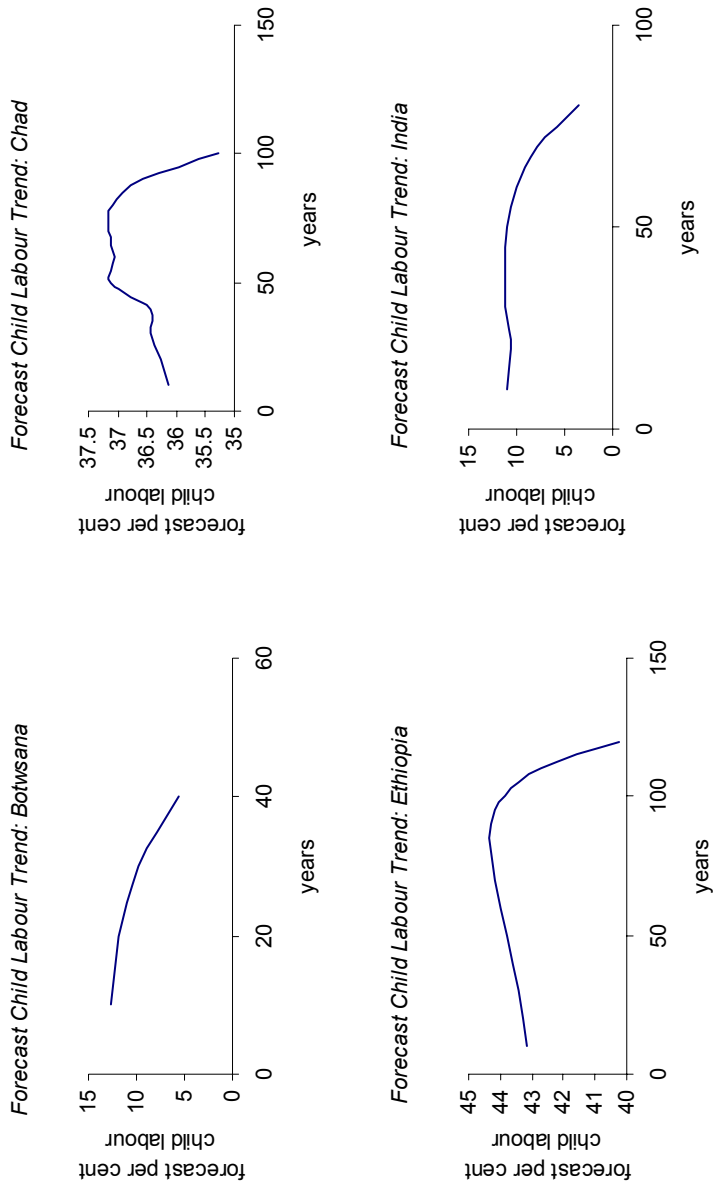 Forecast Child Labour Trend: Botwsana
forecast per cent
child labour
15
10
5
0
0
20
40
60
years
Forecast Child Labour Trend: Chad
forecast per cent
child labour
37.5
37
36.5
36
35.5
35
0
50
100
150
years
Forecast Child Labour Trend: Ethiopia
forecast per cent
child labour
45
44
43
42
41
40
0
50
100
150
years
Forecast Child Labour Trend: India
forecast per cent
child labour
15
10
5
0
0
50
100
years